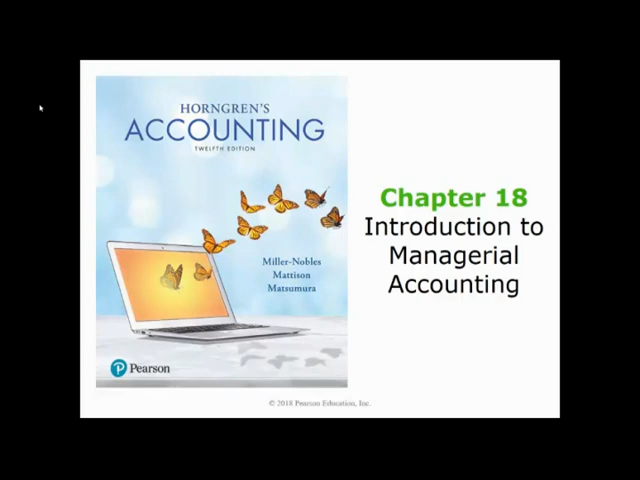 HORNGREN'S
ACCOUNTING
TWELFTH EDITION
Miller-Nobles
Mattison
Matsumura
Pearson
Chapter 18
Introduction to
Managerial
Accounting
© 2018 Pearson Education, Inc.